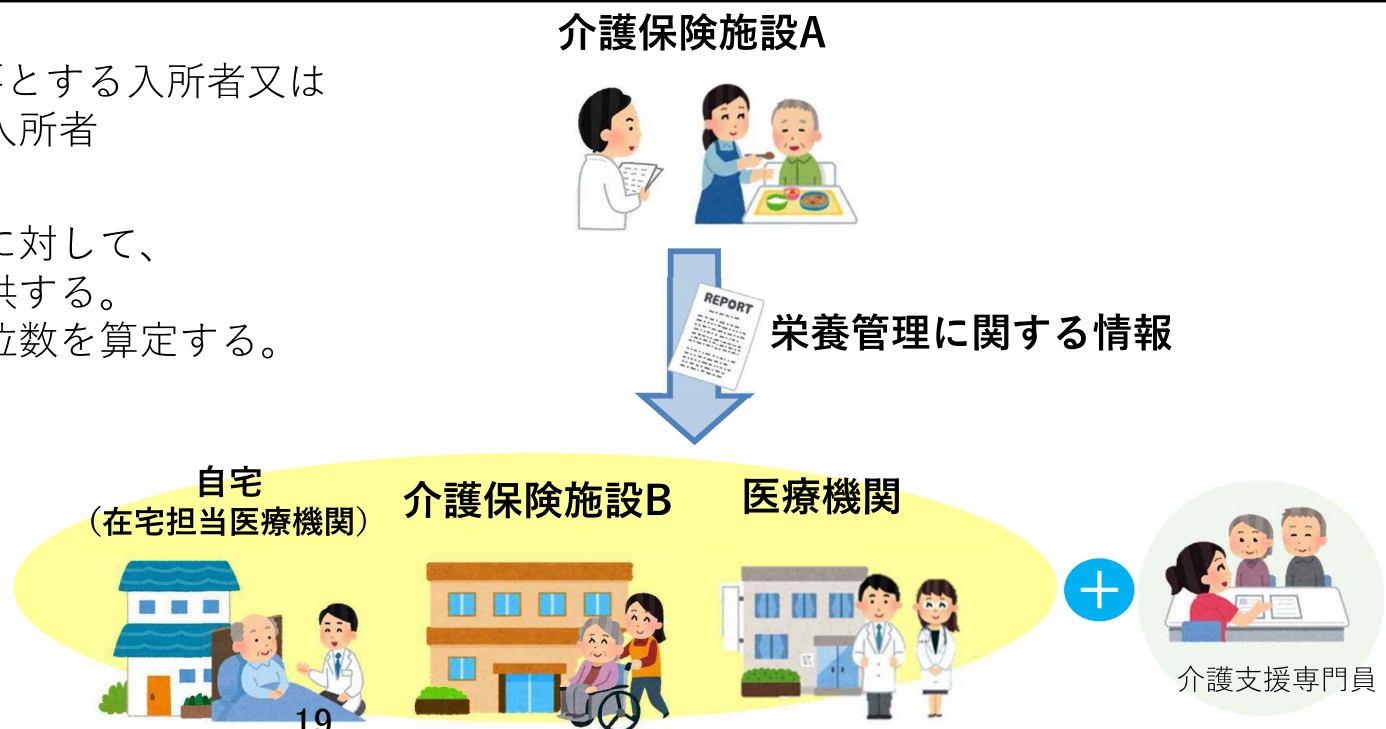 介護保険施設A
とする入所者又は
入所者
に対して、
供する。
位数を算定する。
REPORT
栄養管理に関する情報
自宅
（在宅担当医療機関）
介護保険施設B
医療機関
＋
介護支援専門員
19